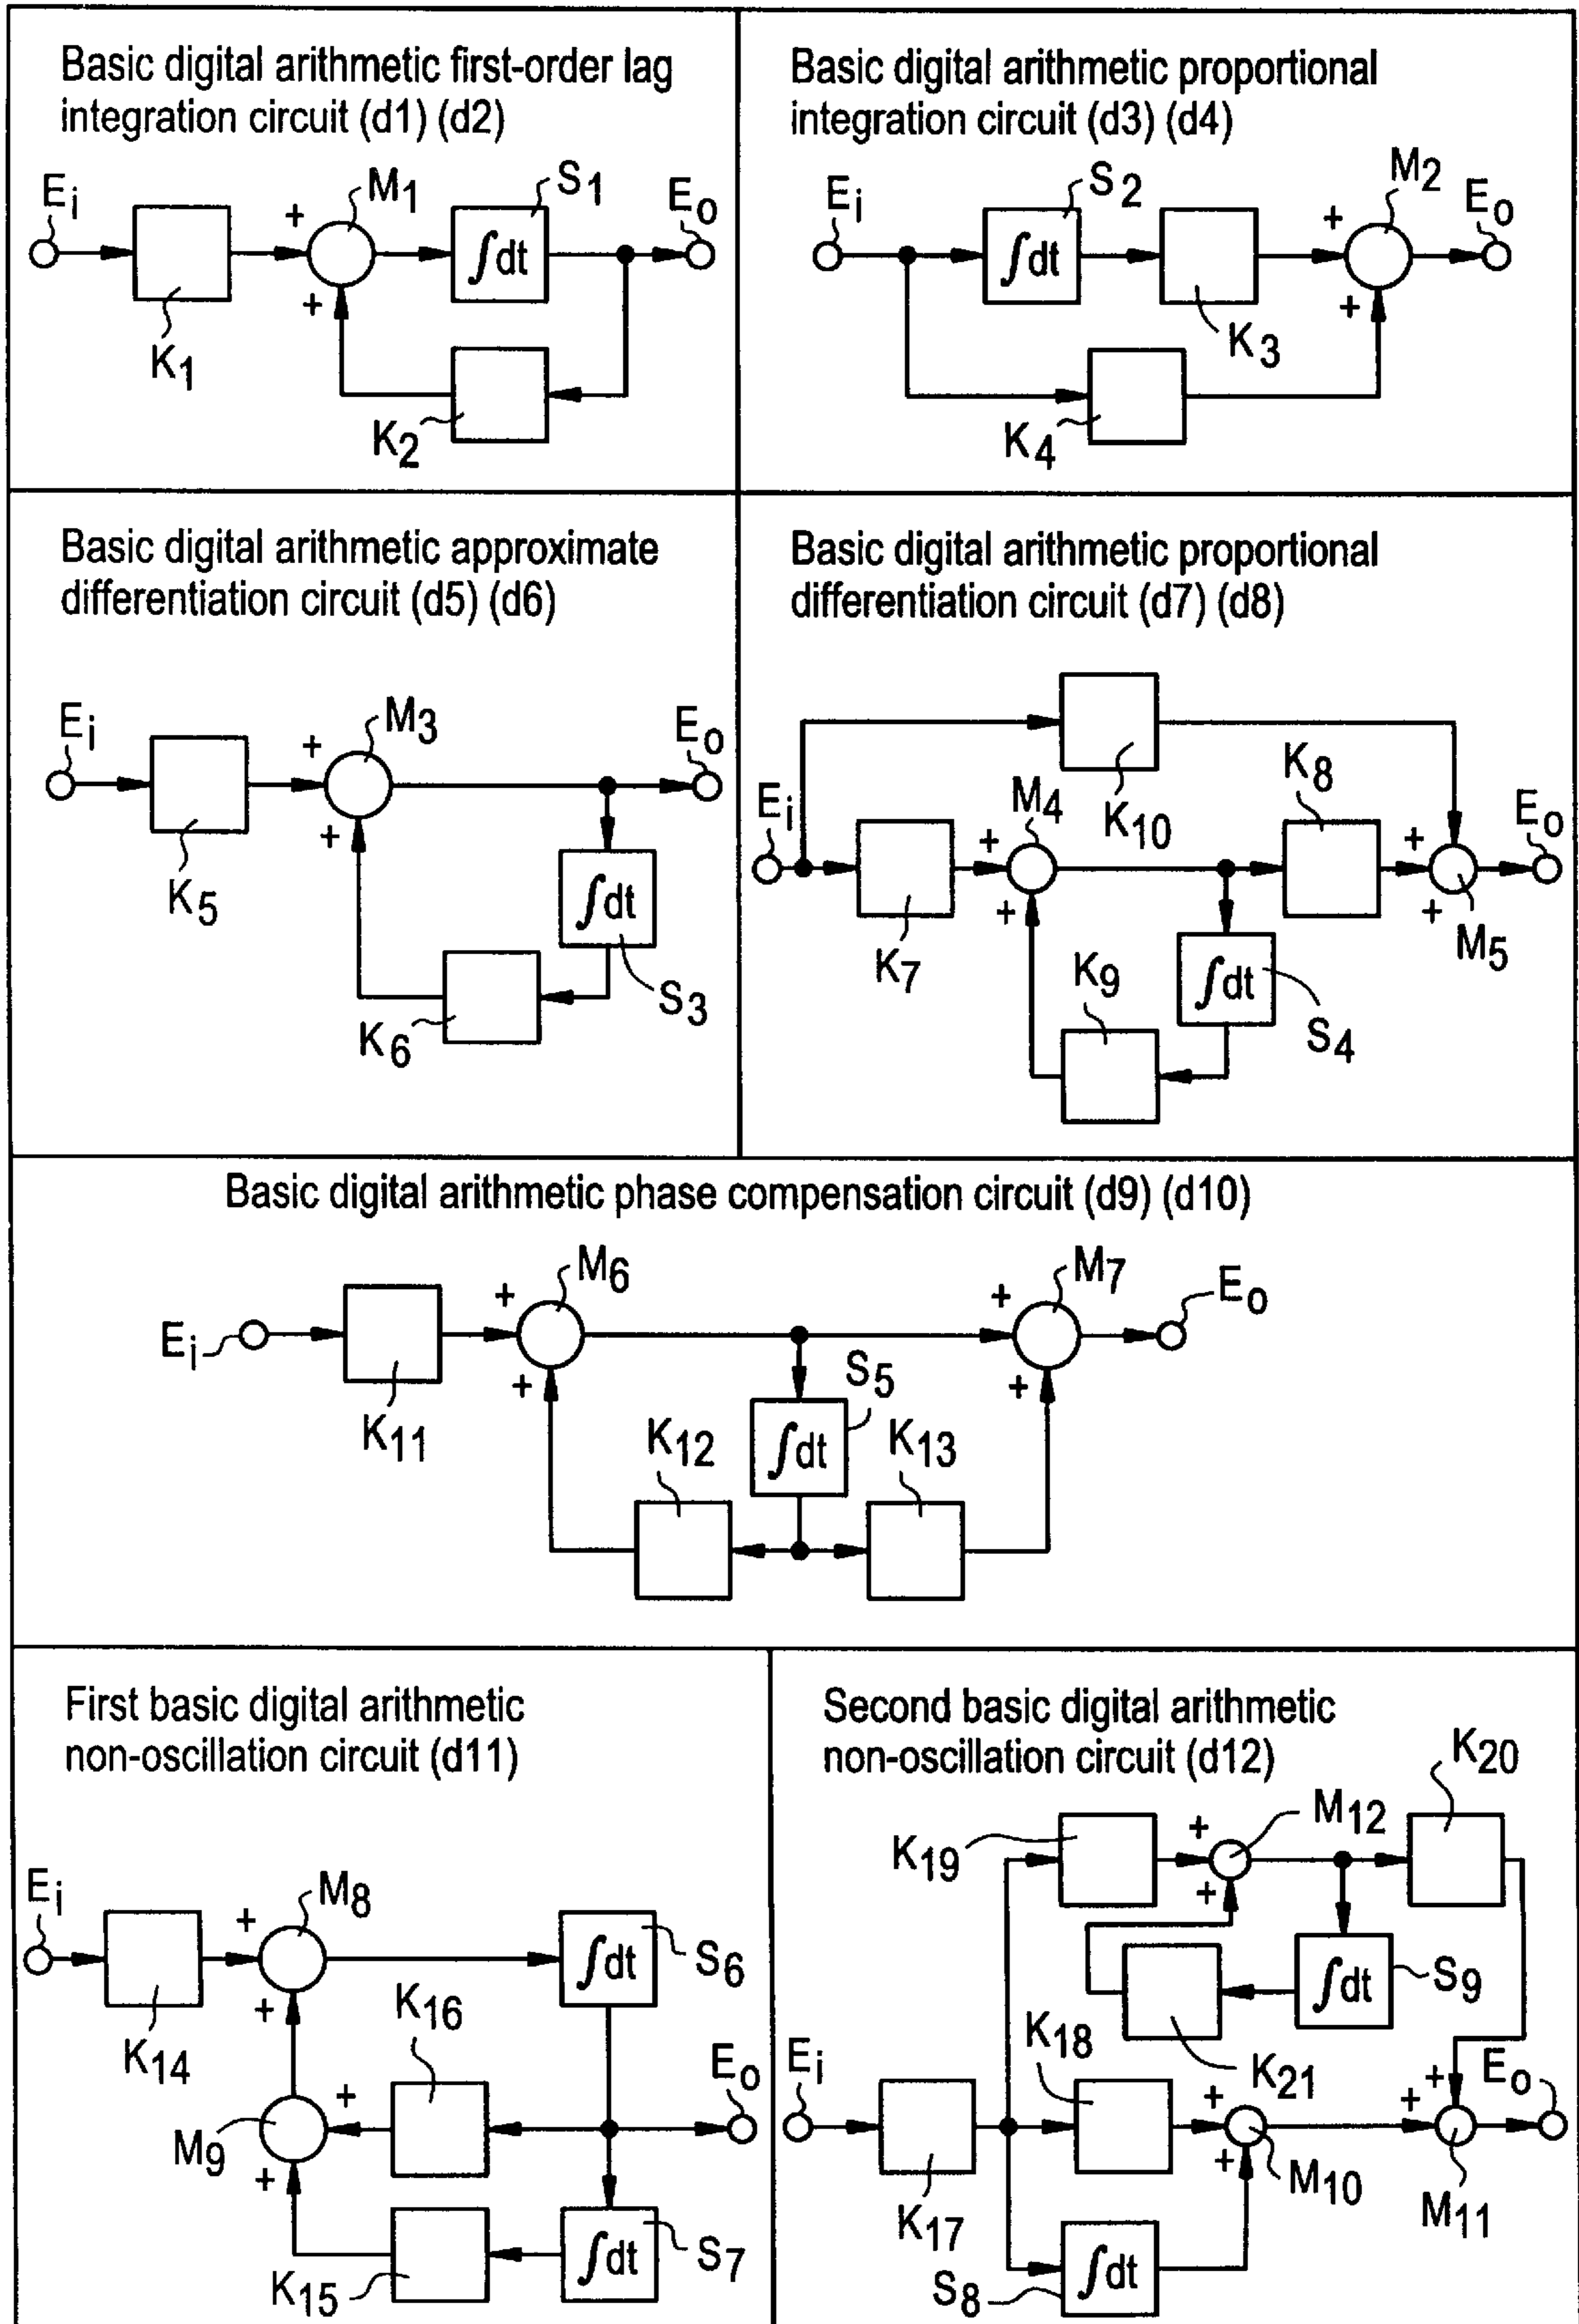 Basic digital arithmetic first-order lag
integration circuit (d1) (d2)
Ei
K1
+
+
M1
S1
∫dt
Eo
K2
Basic digital arithmetic proportional
integration circuit (d3) (d4)
Ei
S2
∫dt
K3
K4
+
+
M2
Eo
Basic digital arithmetic approximate
differentiation circuit (d5) (d6)
Ei
K5
+
+
M3
Eo
∫dt
S3
K6
Basic digital arithmetic proportional
differentiation circuit (d7) (d8)
Ei
K10
K7
+
+
M4
K8
∫dt
S4
K9
+
+
M5
Eo
Basic digital arithmetic phase compensation circuit (d9) (d10)
Ei
K11
+
+
M6
S5
∫dt
K12
K13
+
+
M7
Eo
First basic digital arithmetic
non-oscillation circuit (d11)
Ei
K14
+
+
M8
∫dt
S6
K16
+
M9
+
Eo
K15
∫dt
S7
Second basic digital arithmetic
non-oscillation circuit (d12)
K19
+
+
M12
K20
∫dt
S9
K21
Ei
K17
K18
+
+
M10
S8
∫dt
+
+
M11
Eo